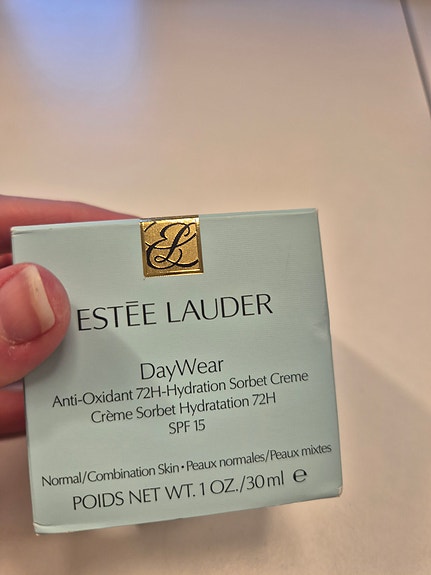 EL
ESTĒE LAUDER
DayWear
Anti-Oxidant 72H-Hydration Sorbet Creme
Crème Sorbet Hydratation 72H
SPF 15
Normal/Combination Skin • Peaux normales/Peaux mixtes
POIDS NET WT. 1 OZ./30 ml e